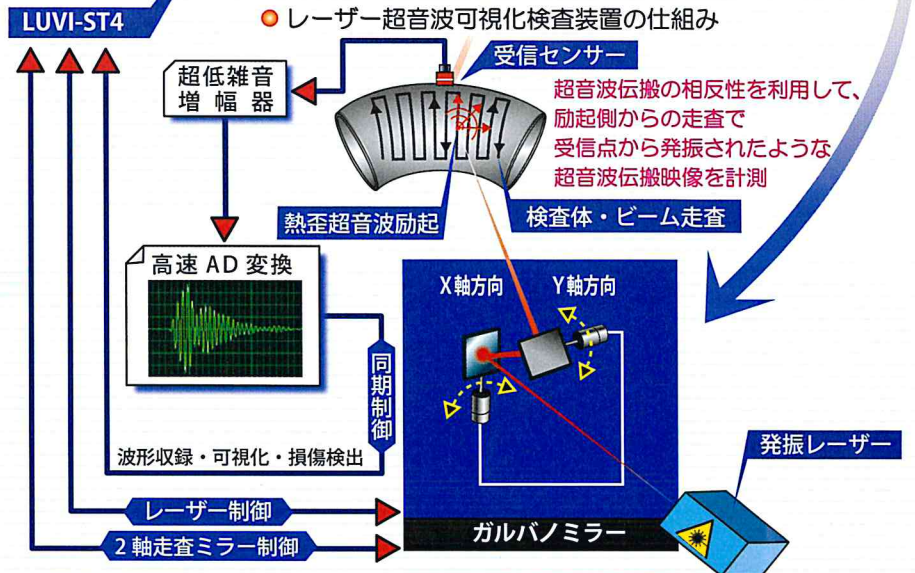 LUVI-ST4
レーザー超音波可視化検査装置の仕組み
受信センサー
超低雑音
増幅器
超音波伝搬の相反性を利用して、
励起側からの走査で
受信点から発振されたような
超音波伝搬映像を計測
熱歪超音波励起
検査体・ビーム走査
高速 AD 変換
X軸方向
Y軸方向
同期制御
発振レーザー
波形収録・可視化・損傷検出
レーザー制御
2軸走査ミラー制御
ガルバノミラー